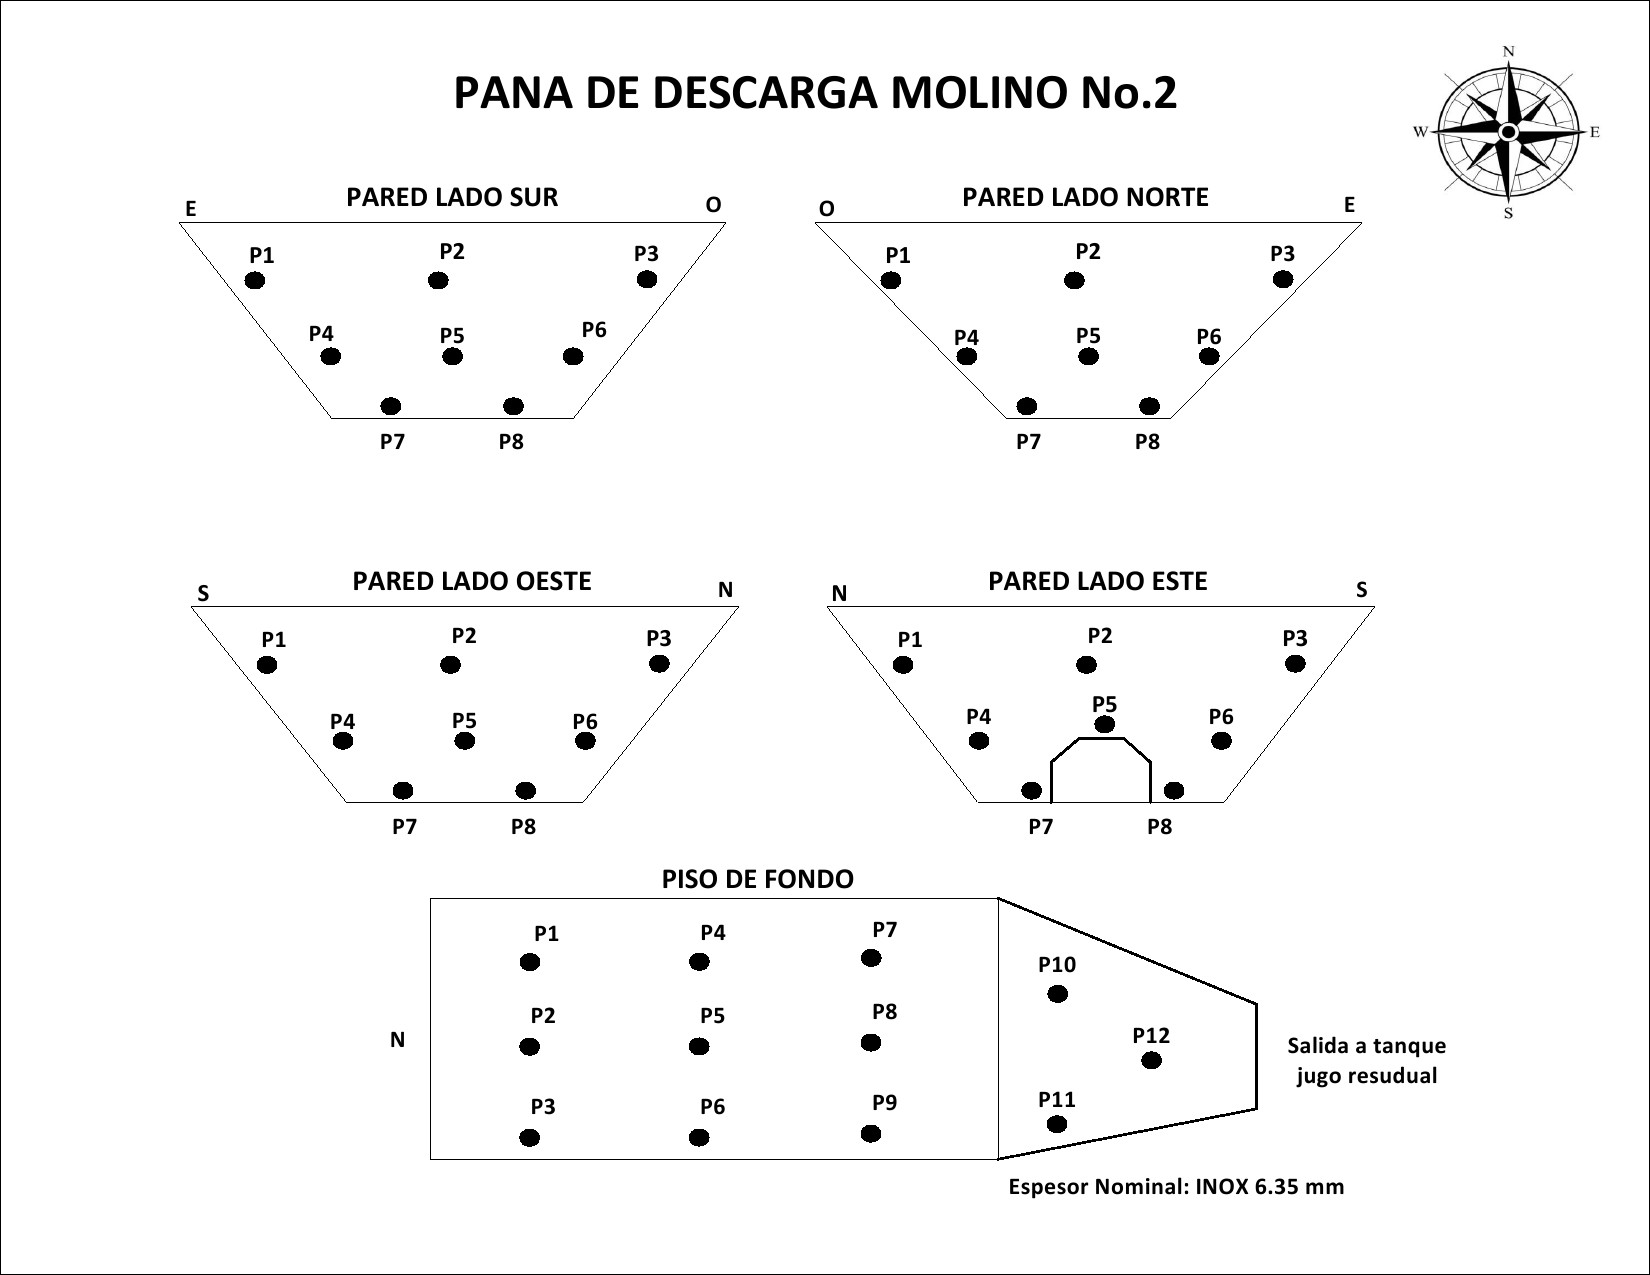 PANA DE DESCARGA MOLINO No.2
N
W
E
S
PARED LADO SUR
E
O
P1
P2
P3
P4
P5
P6
P7
P8
PARED LADO NORTE
O
E
P1
P2
P3
P4
P5
P6
P7
P8
PARED LADO OESTE
S
N
P1
P2
P3
P4
P5
P6
P7
P8
PARED LADO ESTE
N
S
P1
P2
P3
P4
P5
P6
P7
P8
PISO DE FONDO
P1
P4
P7
P10
P2
P5
P8
P12
N
P3
P6
P9
P11
Salida a tanque
jugo resudual
Espesor Nominal: INOX 6.35 mm